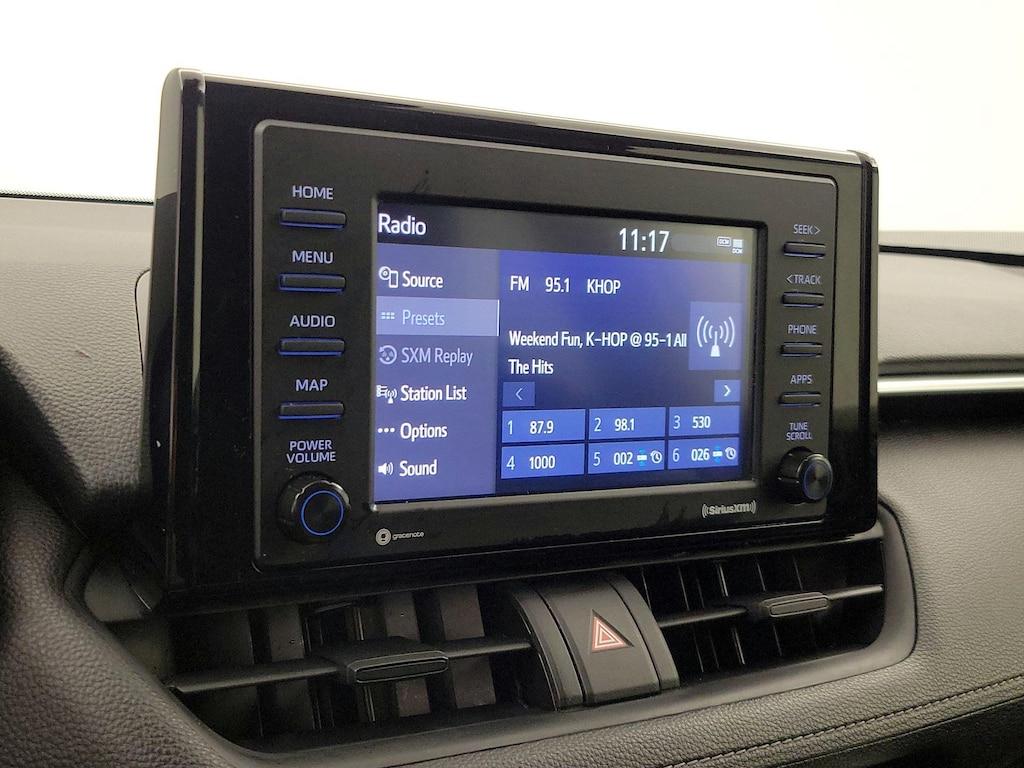 HOME
MENU
AUDIO
MAP
POWER
VOLUME
Radio
11:17
DCM
DCM
Source
Presets
SXM Replay
Station List
Options
Sound
FM 95.1 KHOP
Weekend Fun, K-HOP @ 95-1 All
The Hits
< >
1 87.9
2 98.1
3 530
4 1000
5 002
6 026
SEEK >
< TRACK
PHONE
APPS
TUNE
SCROLL
gracenote
((SiriusXM))